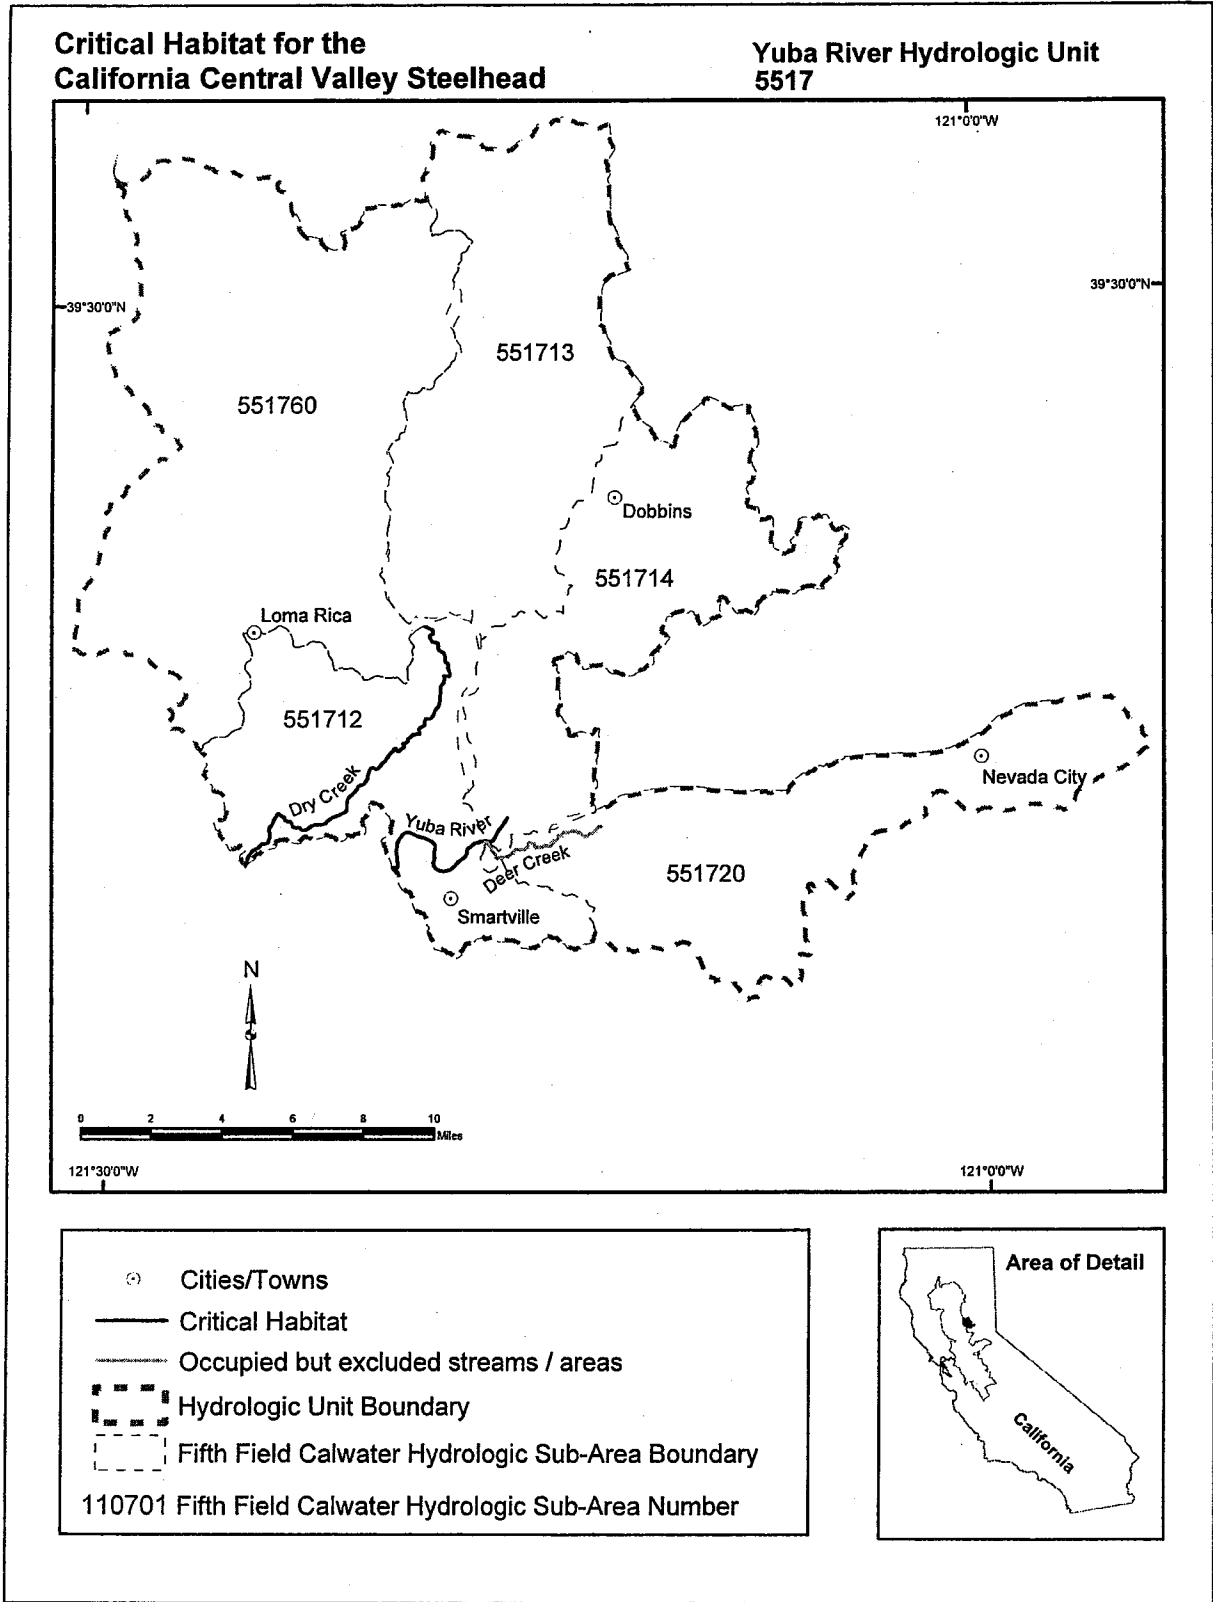 Critical Habitat for the
California Central Valley Steelhead
Yuba River Hydrologic Unit
5517
121°0'0"W
39°30'0"N
39°30'0"N
551713
551760
Dobbins
551714
Loma Rica
551712
Nevada City
Dry Creek
Yuba River
Deer Creek
551720
Smartville
N
0 2 4 6 8 10
Miles
121°30'0"W
121°0'0"W
Cities/Towns
Critical Habitat
Occupied but excluded streams / areas
Hydrologic Unit Boundary
Fifth Field Calwater Hydrologic Sub-Area Boundary
110701 Fifth Field Calwater Hydrologic Sub-Area Number
Area of Detail
California